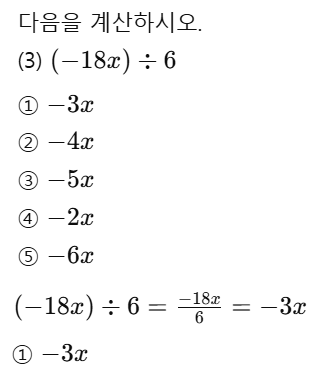 다음을 계산하시오.
(3) (−18x) ÷ 6
① −3x
② −4x
③ −5x
④ −2x
⑤ −6x
(−18x) ÷ 6 = \frac{−18x}{6} = −3x
① −3x